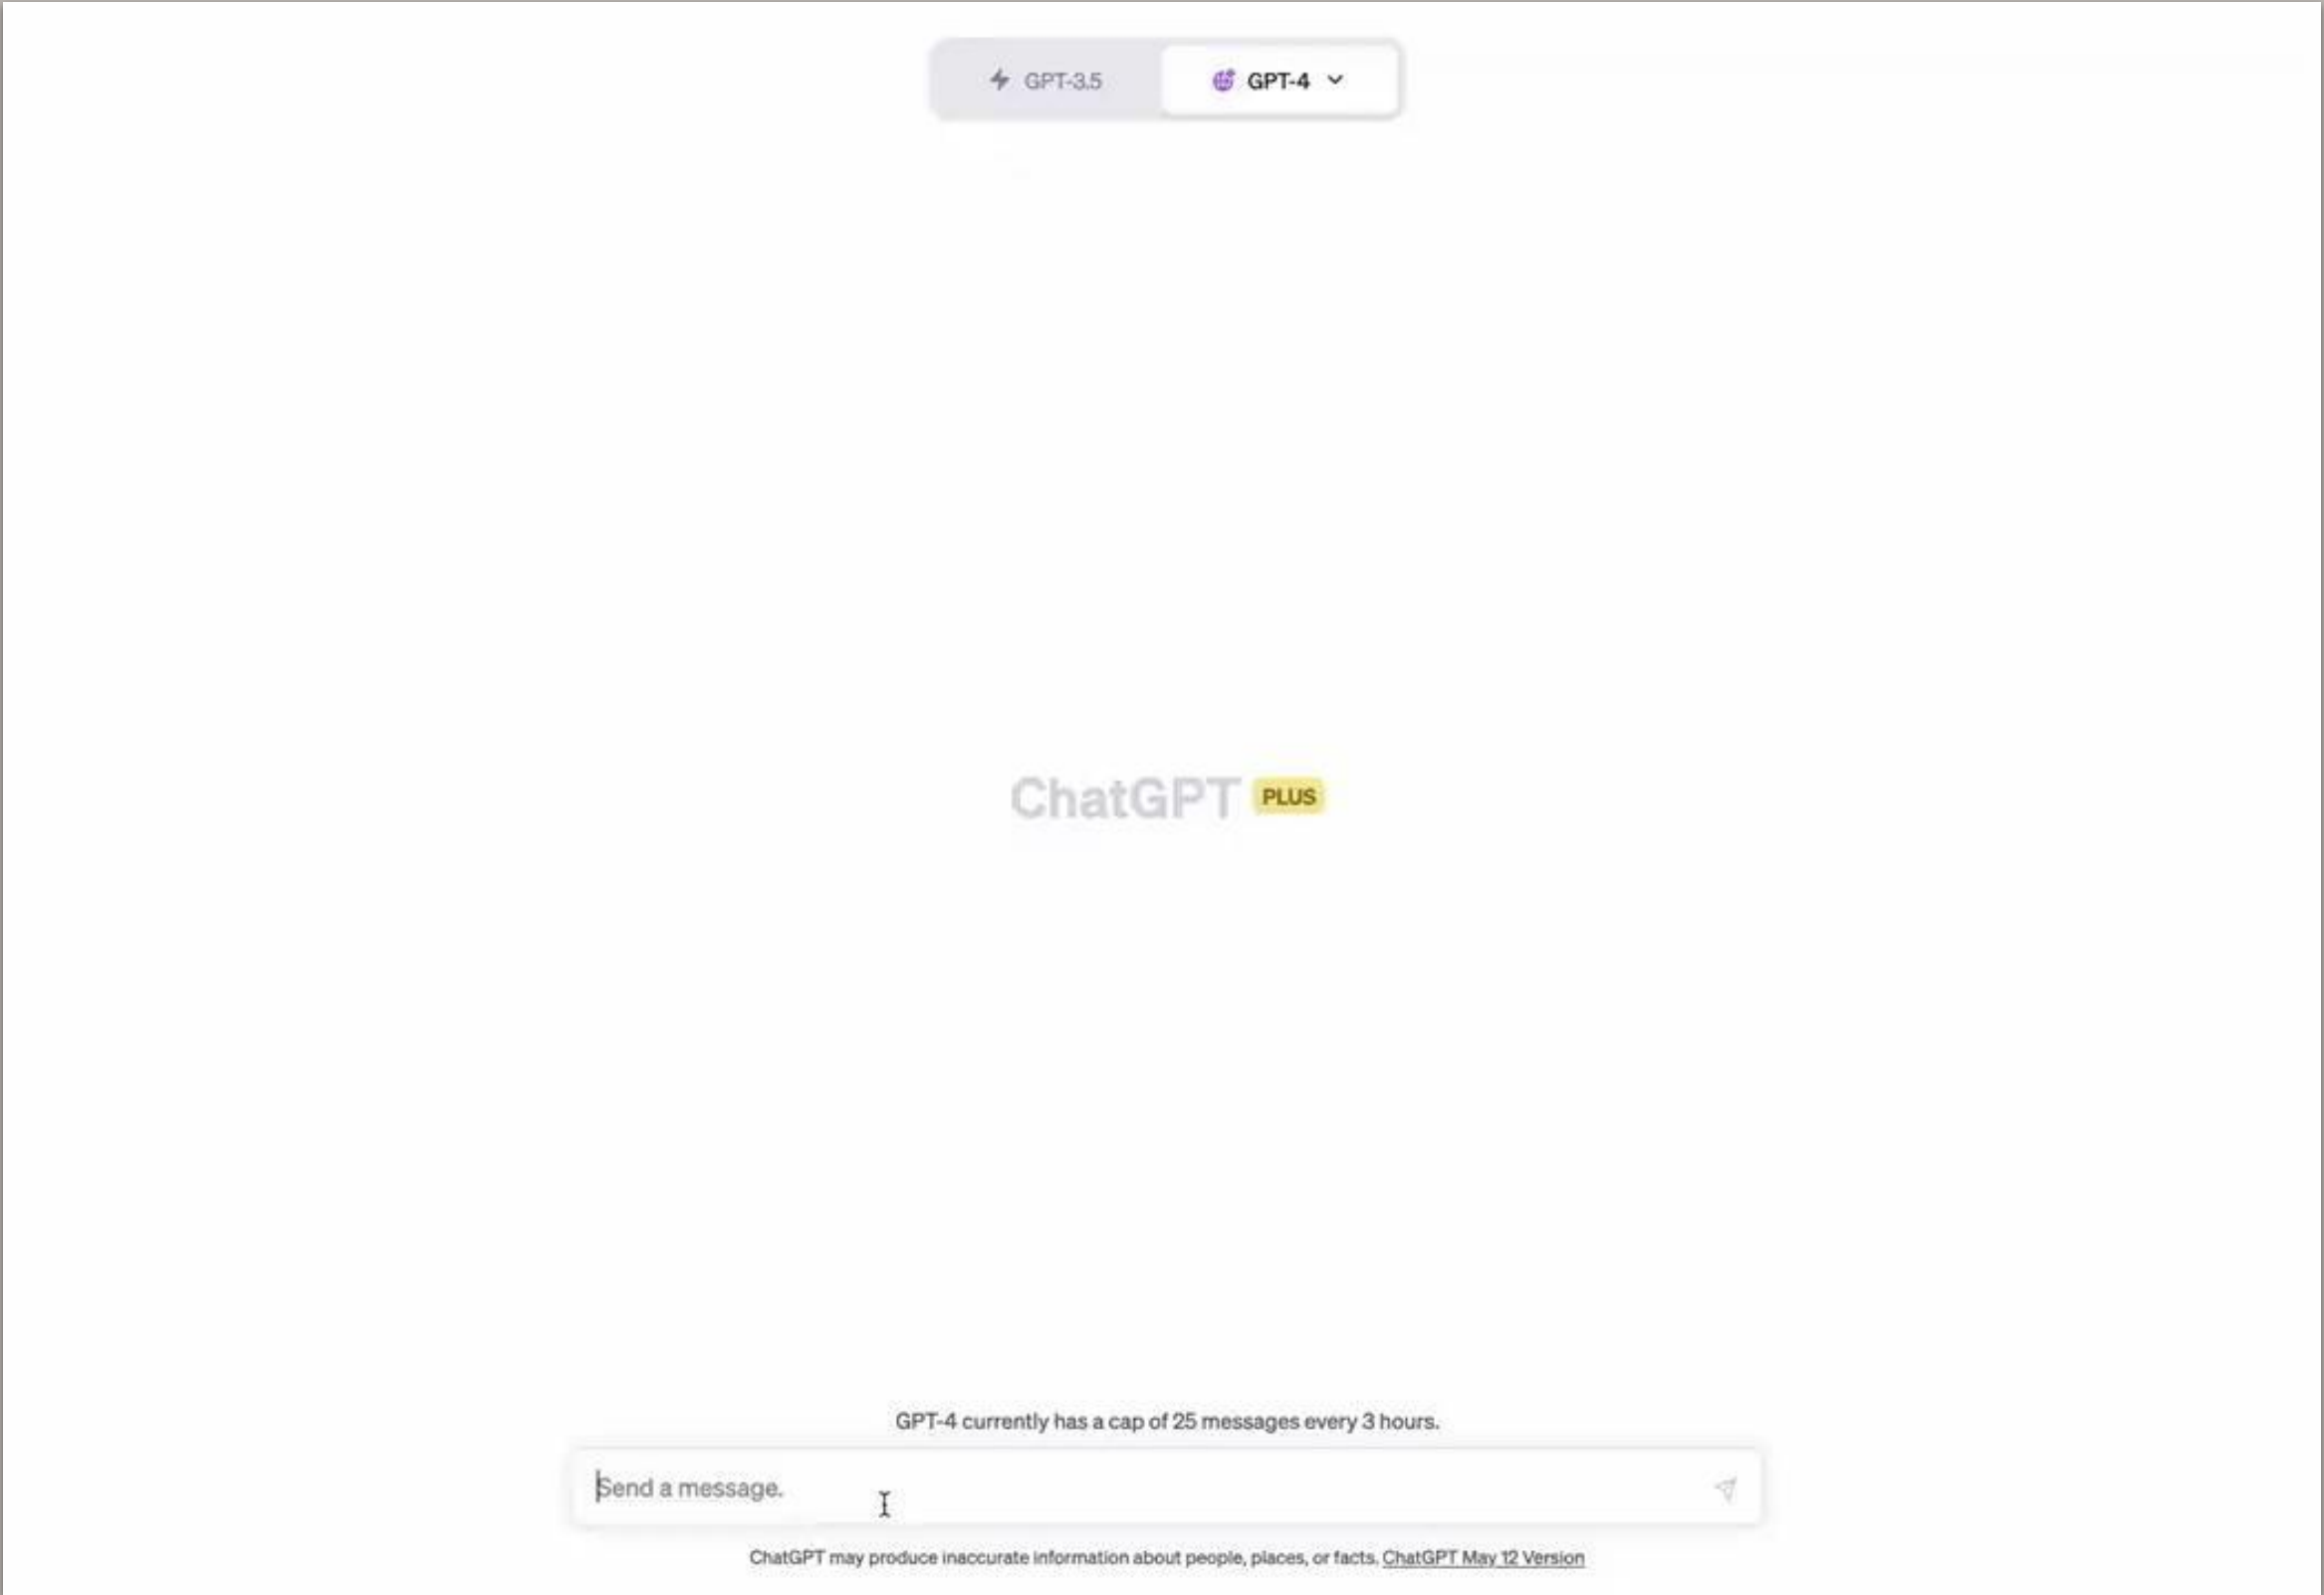 GPT-3.5
GPT-4
ChatGPT PLUS
GPT-4 currently has a cap of 25 messages every 3 hours.
Send a message.
ChatGPT may produce inaccurate information about people, places, or facts. ChatGPT May 12 Version